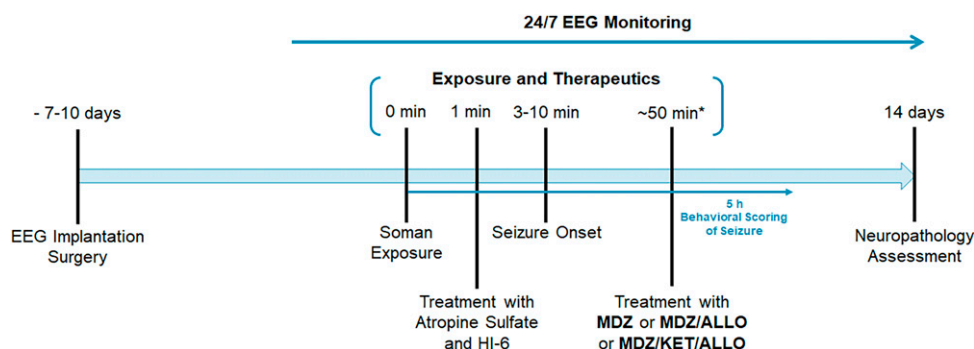 24/7 EEG Monitoring
Exposure and Therapeutics
- 7-10 days
0 min
1 min
3-10 min
~50 min*
14 days
5 h
Behavioral Scoring
of Seizure
EEG Implantation
Surgery
Soman
Exposure
Seizure Onset
Neuropathology
Assessment
Treatment with
Atropine Sulfate
and HI-6
Treatment with
MDZ or MDZ/ALLO
or MDZ/KET/ALLO